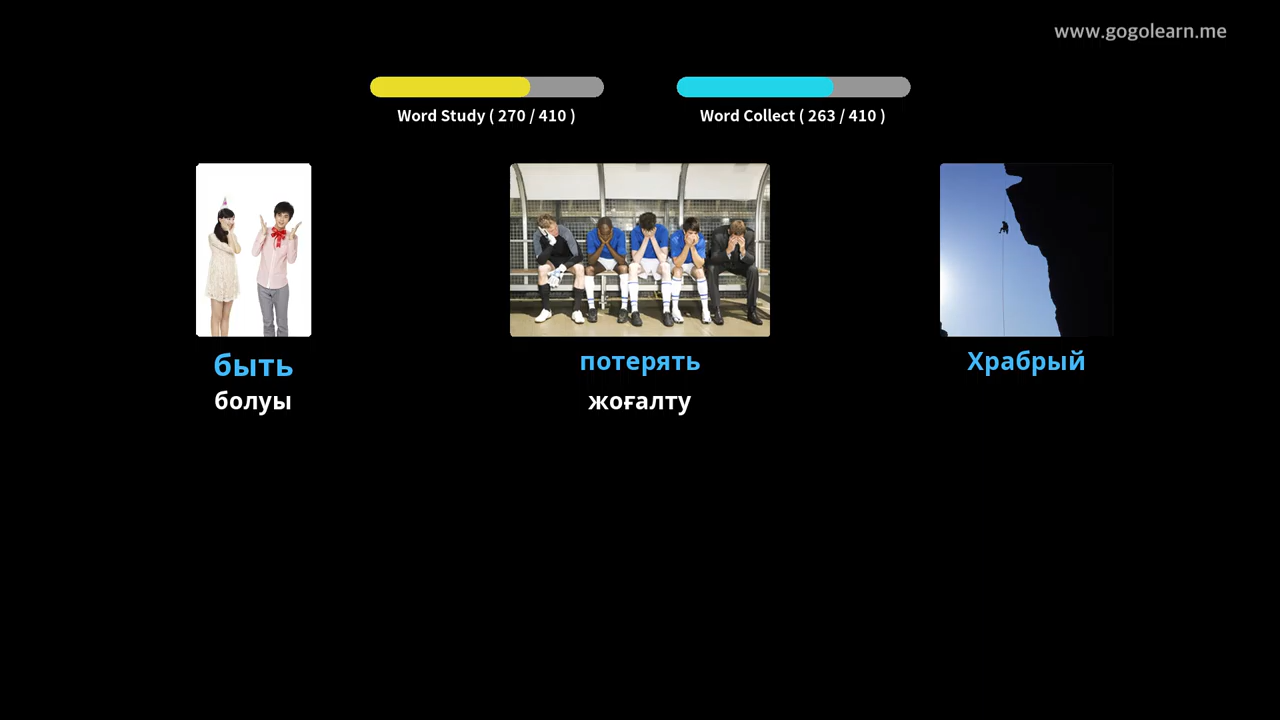 www.gogolearn.me
Word Study ( 270 / 410 )
Word Collect ( 263 / 410 )
быть
болуы
потерять
жоғалту
Храбрый